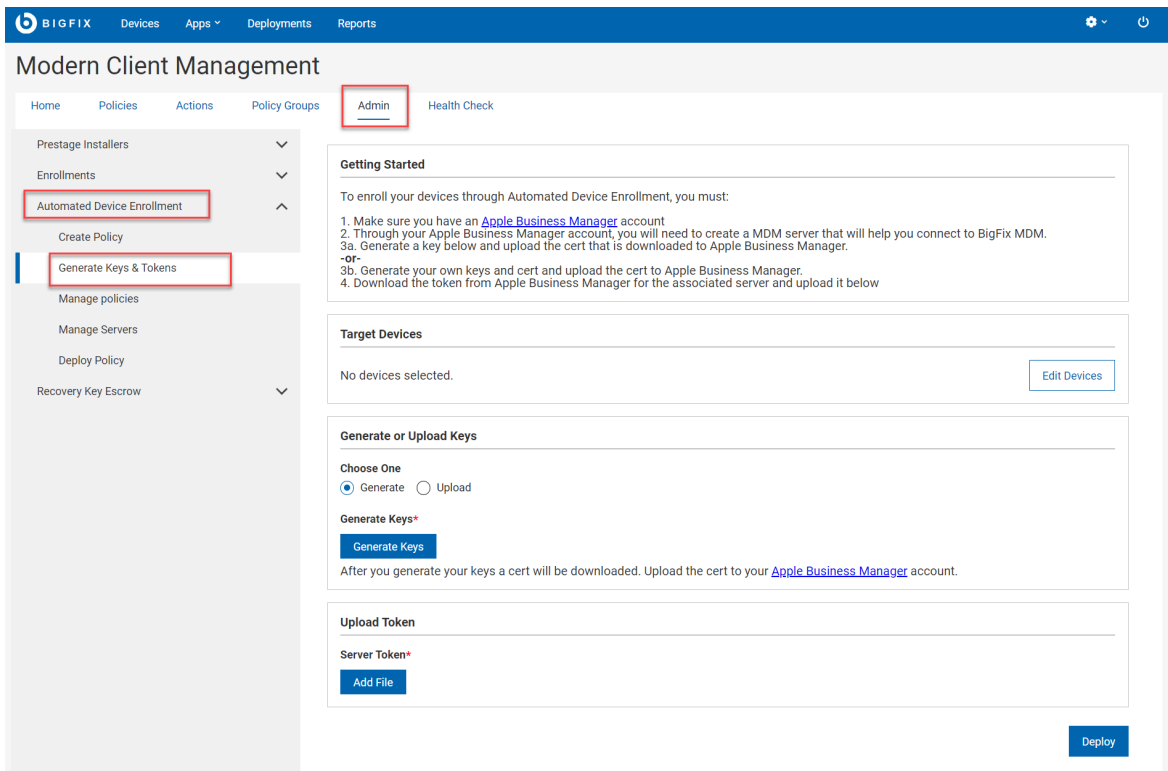 BIGFIX Devices Apps Deployments Reports
Modern Client Management
Home Policies Actions Policy Groups Admin Health Check
Prestage Installers
Enrollments
Automated Device Enrollment
Create Policy
Generate Keys & Tokens
Manage policies
Manage Servers
Deploy Policy
Recovery Key Escrow
Getting Started
To enroll your devices through Automated Device Enrollment, you must:
1. Make sure you have an Apple Business Manager account
2. Through your Apple Business Manager account, you will need to create a MDM server that will help you connect to BigFix MDM.
3a. Generate a key below and upload the cert that is downloaded to Apple Business Manager.
-or-
3b. Generate your own keys and cert and upload the cert to Apple Business Manager.
4. Download the token from Apple Business Manager for the associated server and upload it below
Target Devices
No devices selected. Edit Devices
Generate or Upload Keys
Choose One
Generate Upload
Generate Keys*
Generate Keys
After you generate your keys a cert will be downloaded. Upload the cert to your Apple Business Manager account.
Upload Token
Server Token*
Add File
Deploy